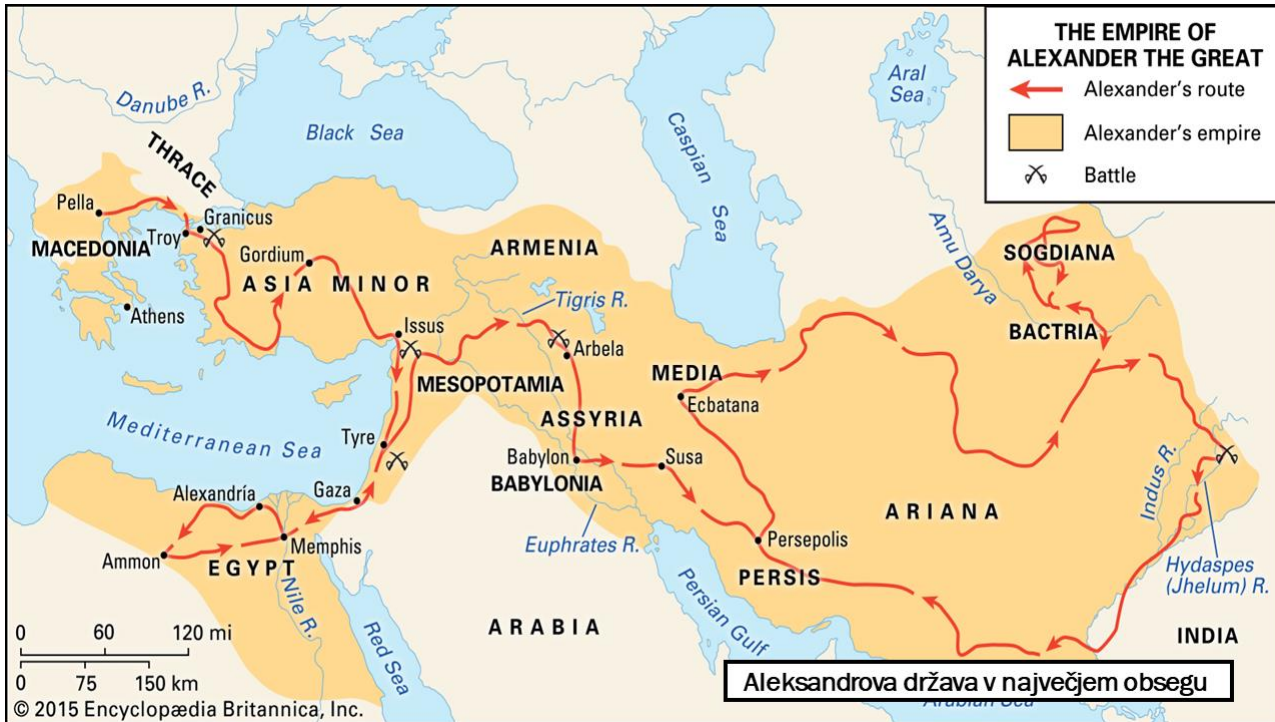 THE EMPIRE OF
ALEXANDER THE GREAT
Alexander's route
Alexander's empire
Battle
Danube R.
Black Sea
Aral
Sea
Caspian
Sea
THRACE
Pella
Granicus
Troy
MACEDONIA
Gordium
ASIA MINOR
Athens
ARMENIA
Tigris R.
Amu Darya
SOGDIANA
BACTRIA
Issus
Arbela
MESOPOTAMIA
MEDIA
Ecbatana
ASSYRIA
Mediterranean Sea
Tyre
Babylon
Susa
BABYLONIA
Indus R.
Alexandría
Gaza
ARIANA
Ammon
Memphis
EGYPT
Euphrates R.
Persepolis
PERSIS
Hydaspes
(Jhelum) R.
Nile R.
Red Sea
ARABIA
Persian Gulf
INDIA
0 60 120 mi
0 75 150 km
Aleksandrova država v največjem obsegu
Arabian Sea
© 2015 Encyclopædia Britannica, Inc.